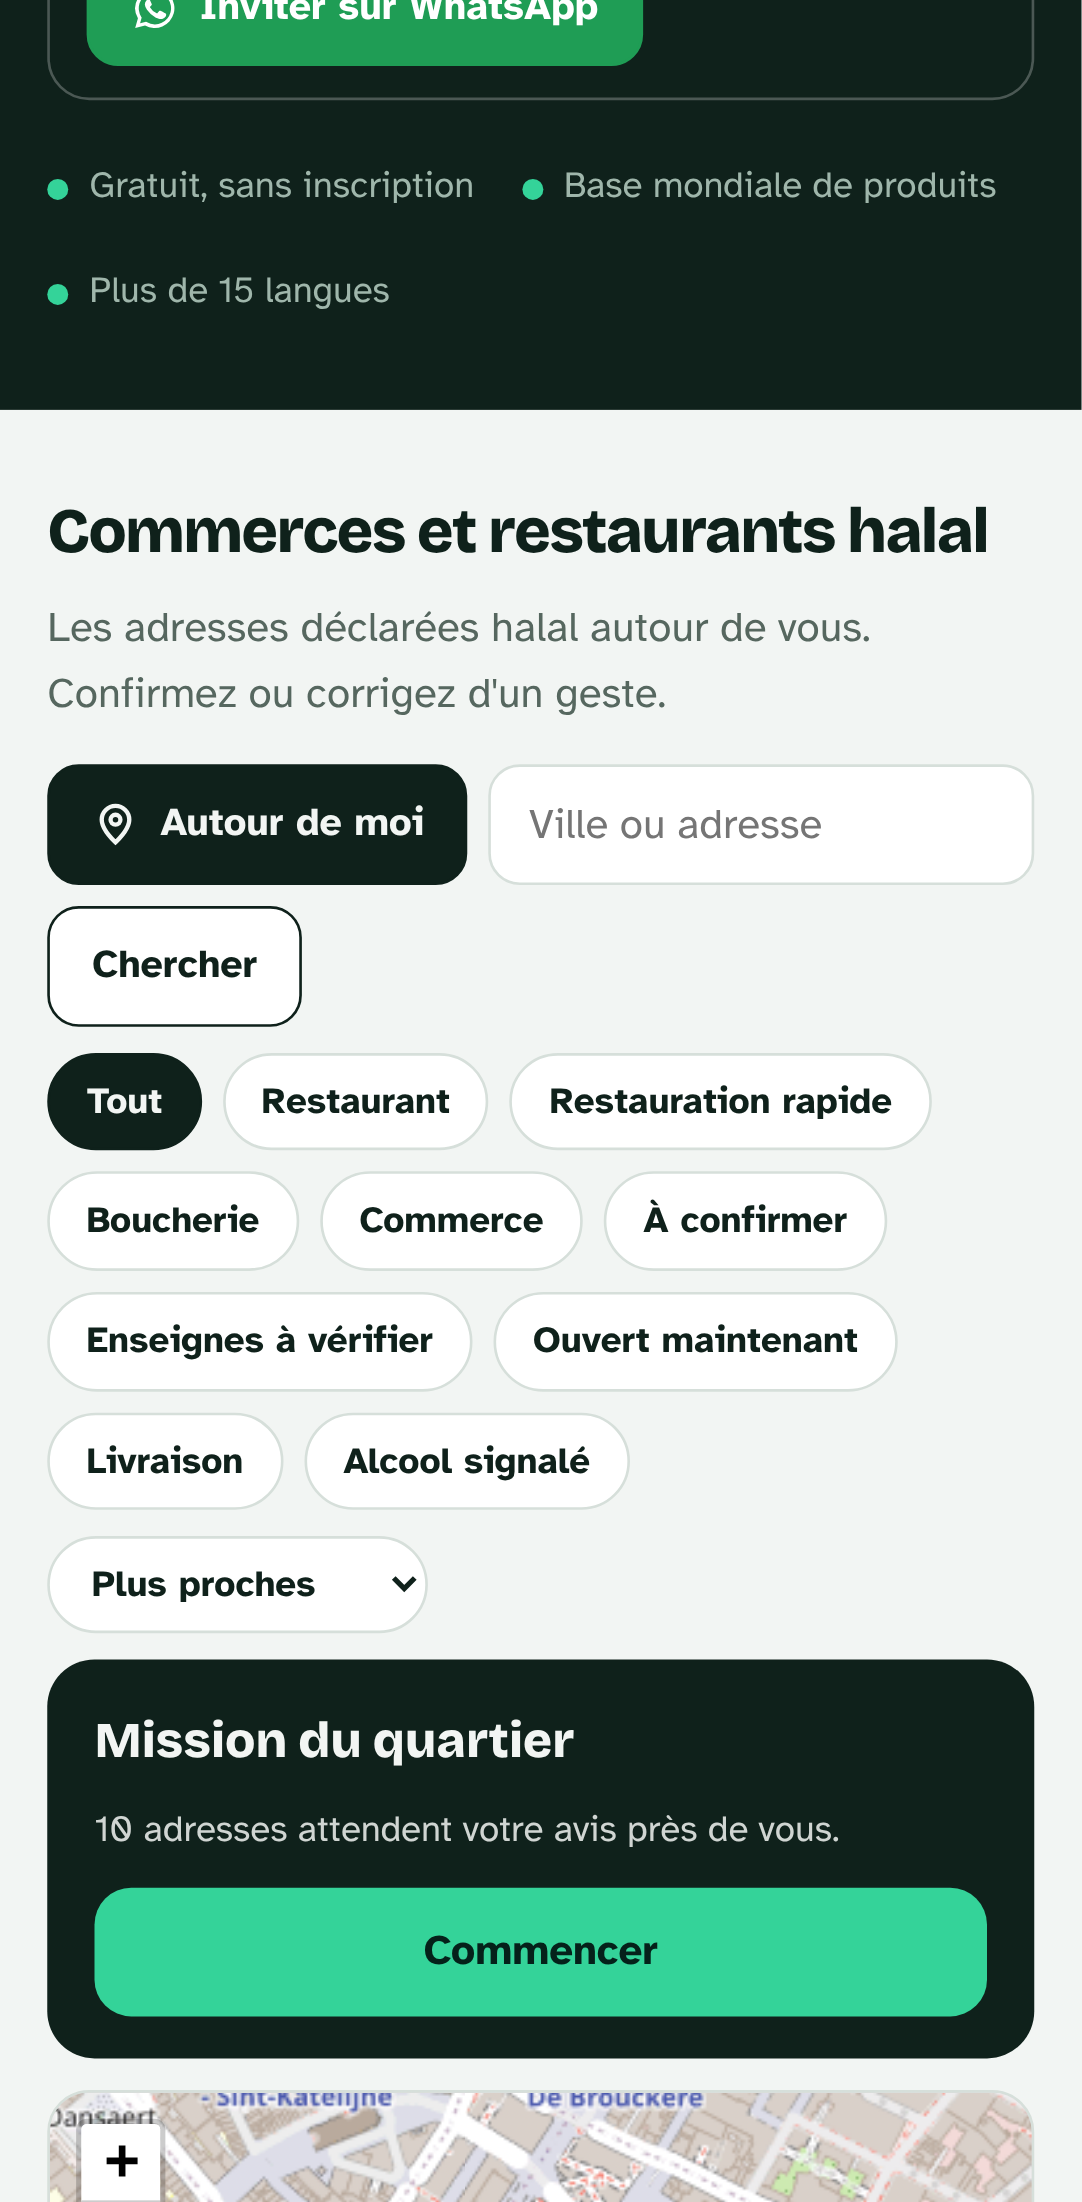 Inviter sur WhatsApp
Gratuit, sans inscription
Base mondiale de produits
Plus de 15 langues
Commerces et restaurants halal
Les adresses déclarées halal autour de vous.
Confirmez ou corrigez d'un geste.
Autour de moi
Ville ou adresse
Chercher
Tout
Restaurant
Restauration rapide
Boucherie
Commerce
À confirmer
Enseignes à vérifier
Ouvert maintenant
Livraison
Alcool signalé
Plus proches
Mission du quartier
10 adresses attendent votre avis près de vous.
Commencer
- Sint-Katelijne
De Brouckère
Dansaert
+